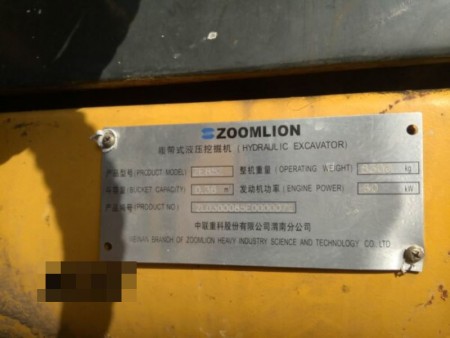 ZOOMLION
履带式液压挖掘机 (HYDRAULIC EXCAVATOR)
产品型号(PRODUCT MODEL) 整机重量(OPERATING WEIGHT) kg
斗容量(BUCKET CAPACITY) 发动机功率(ENGINE POWER) kW
产品编号(PRODUCT NO)
中联重科股份有限公司渭南分公司
WEINAN BRANCH OF ZOOMLION HEAVY INDUSTRY SCIENCE AND TECHNOLOGY CO., LTD